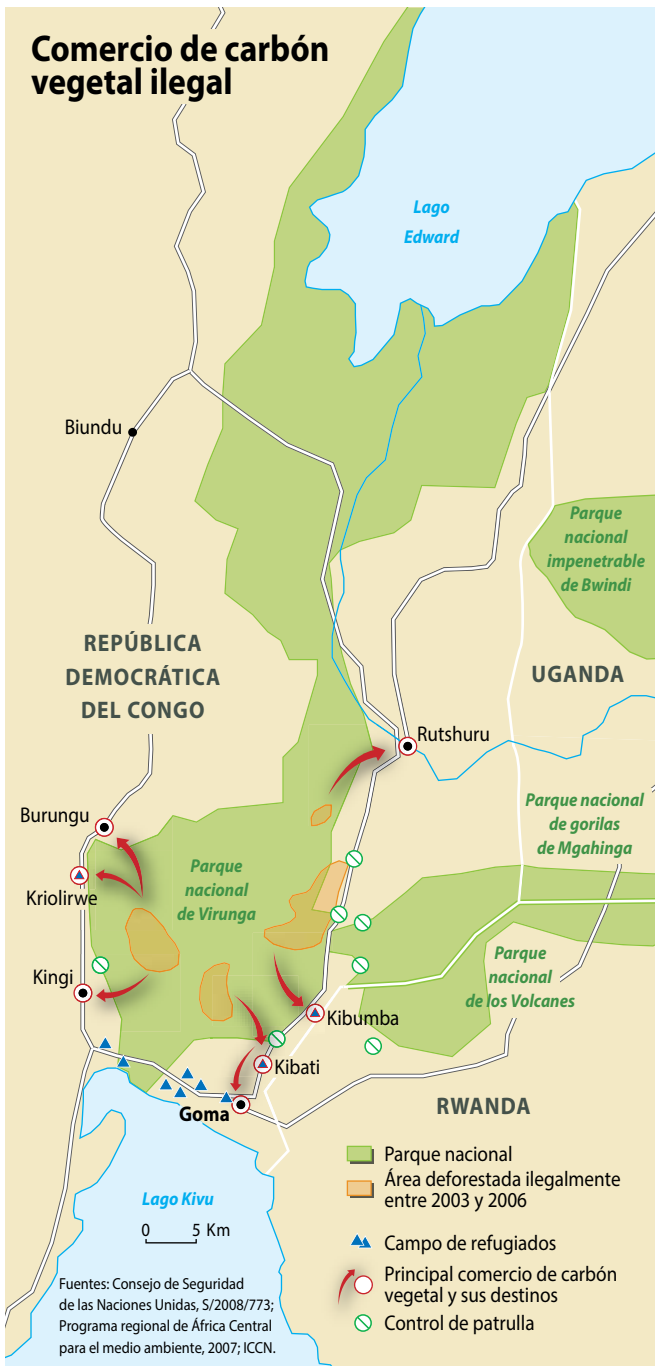 Comercio de carbón
vegetal ilegal
Lago
Edward
Biundu
Parque
nacional
impenetrable
de Bwindi
REPÚBLICA
DEMOCRÁTICA
DEL CONGO
UGANDA
Rutshuru
Burungu
Parque nacional
de gorilas
de Mgahinga
Parque
nacional
de Virunga
Kriolirwe
Kingi
Parque
nacional
de los Volcanes
Kibumba
Kibati
Goma
RWANDA
Parque nacional
Área deforestada ilegalmente
entre 2003 y 2006
Lago Kivu
0 5 Km
Campo de refugiados
Principal comercio de carbón
vegetal y sus destinos
Control de patrulla
Fuentes: Consejo de Seguridad
de las Naciones Unidas, S/2008/773;
Programa regional de África Central
para el medio ambiente, 2007; ICCN.